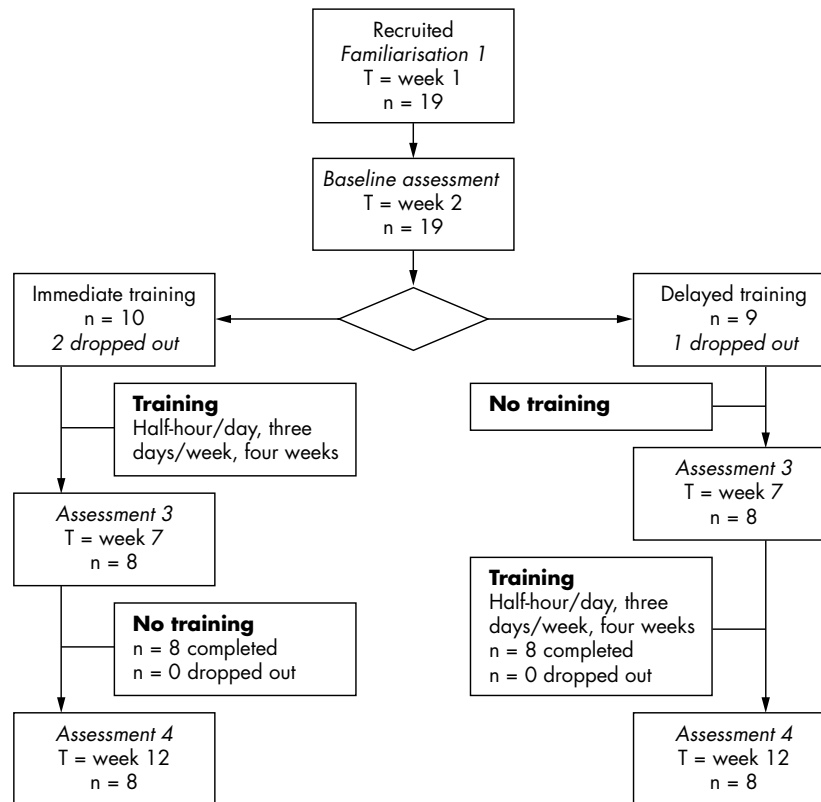 Recruited
Familiarisation 1
T = week 1
n = 19
Baseline assessment
T = week 2
n = 19
Immediate training
n = 10
2 dropped out
Delayed training
n = 9
1 dropped out
Training
Half-hour/day, three
days/week, four weeks
No training
Assessment 3
T = week 7
n = 8
Assessment 3
T = week 7
n = 8
No training
n = 8 completed
n = 0 dropped out
Training
Half-hour/day, three
days/week, four weeks
n = 8 completed
n = 0 dropped out
Assessment 4
T = week 12
n = 8
Assessment 4
T = week 12
n = 8